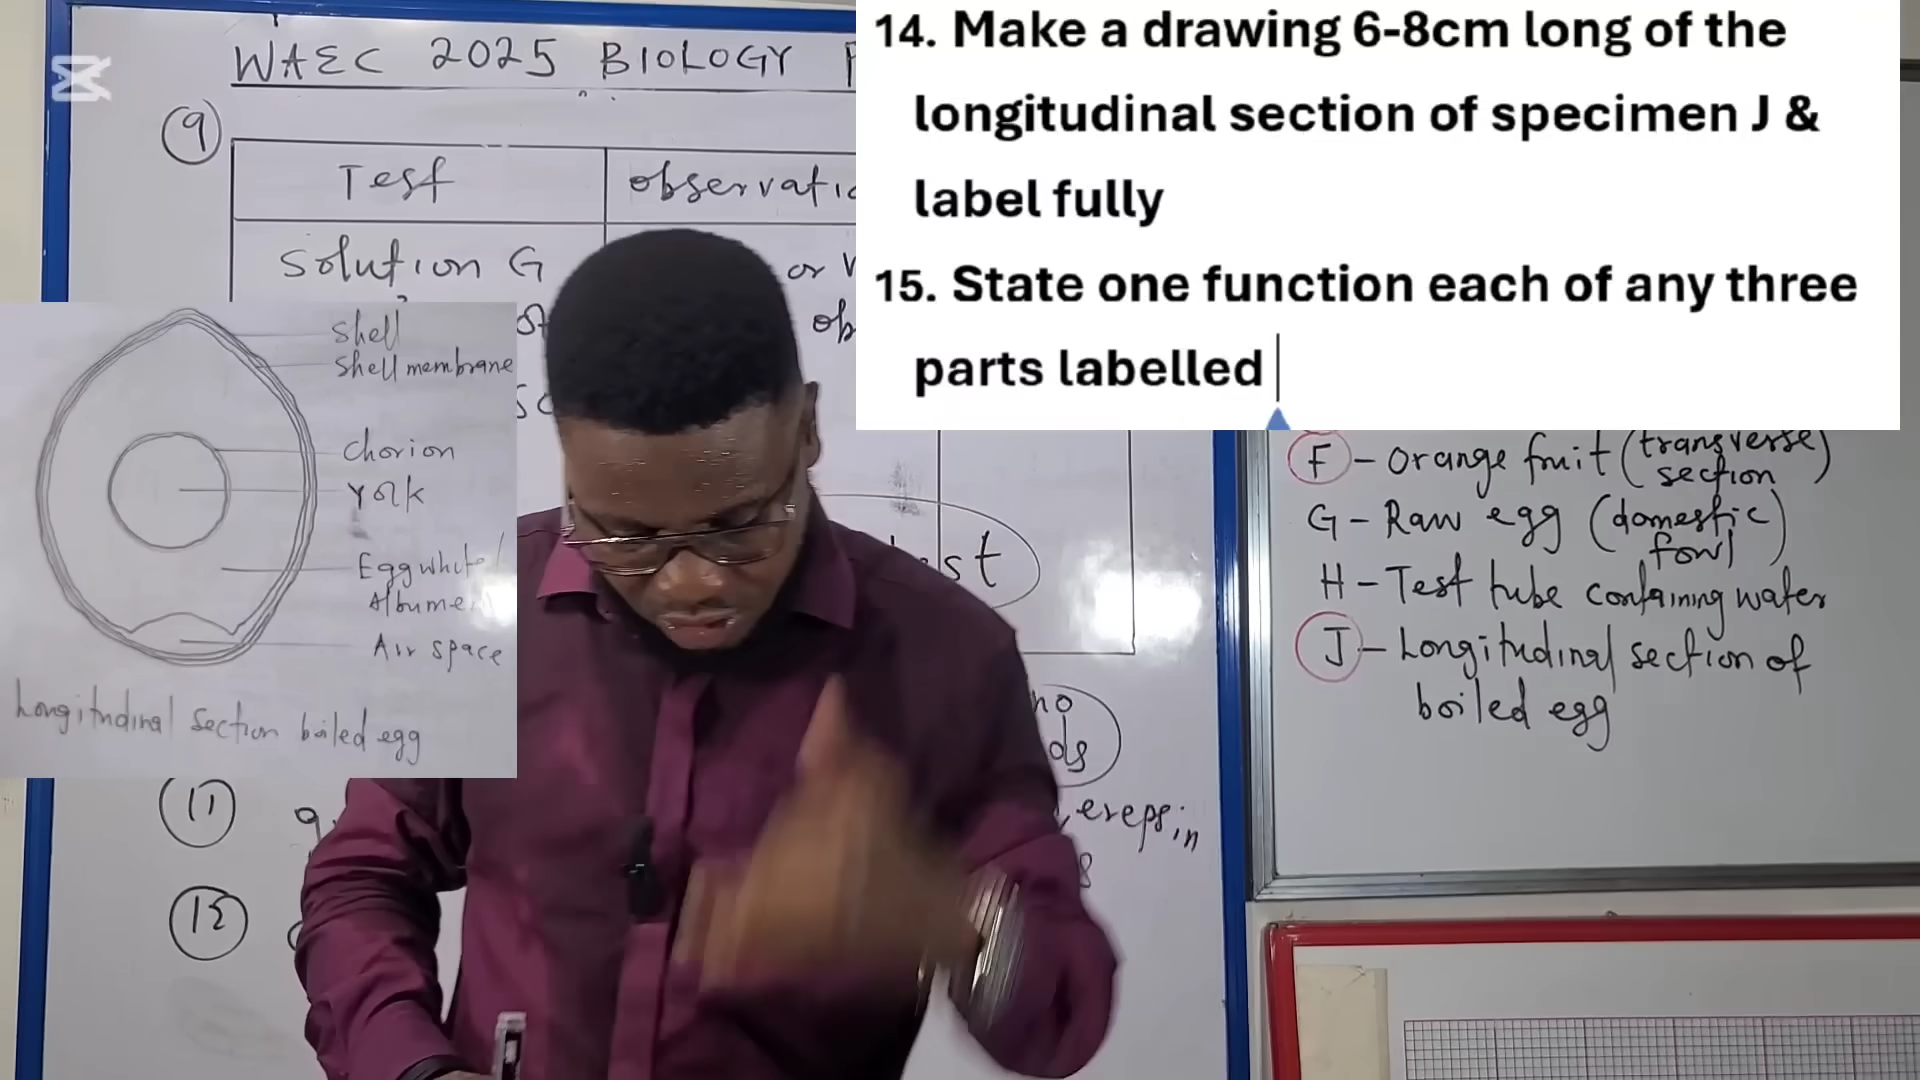 WAEC 2025 BIOLOGY
9
Test
observatio
Solution G
or
14. Make a drawing 6-8cm long of the
longitudinal section of specimen J &
label fully
15. State one function each of any three
parts labelled
shell
shell membrane
chorion
Yolk
Eggwhite/
Albumen
Air space
Longitudinal section boiled egg
11
12
F - Orange fruit (transverse
section)
G - Raw egg (domestic
fowl)
H - Test tube containing water
J - Longitudinal section of
boiled egg
erepsin